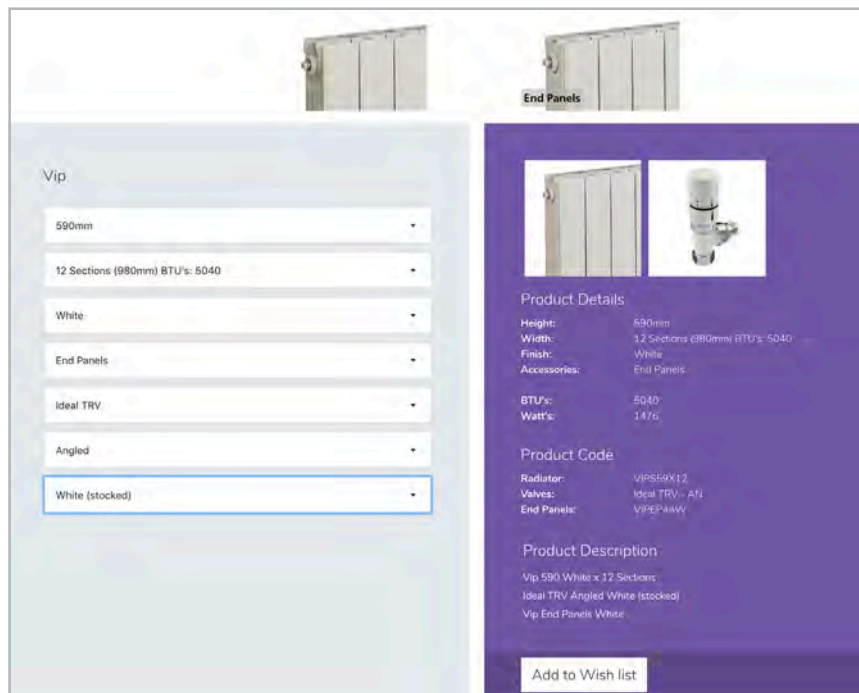 End Panels
Vip
590mm
12 Sections (980mm) BTU's: 5040
White
End Panels
Ideal TRV
Angled
White (stocked)
Product Details
Height: 590mm
Width: 12 Sections (980mm) BTU's: 5040
Finish: White
Accessories: End Panels
BTU's: 5040
Watt's: 1476
Product Code
Radiator: VIPS59X12
Valves: Ideal TRV - AN
End Panels:
Product Description
Vip 590 White x 12 Sections
Ideal TRV Angled White (stocked)
Vip End Panels White
Add to Wish list